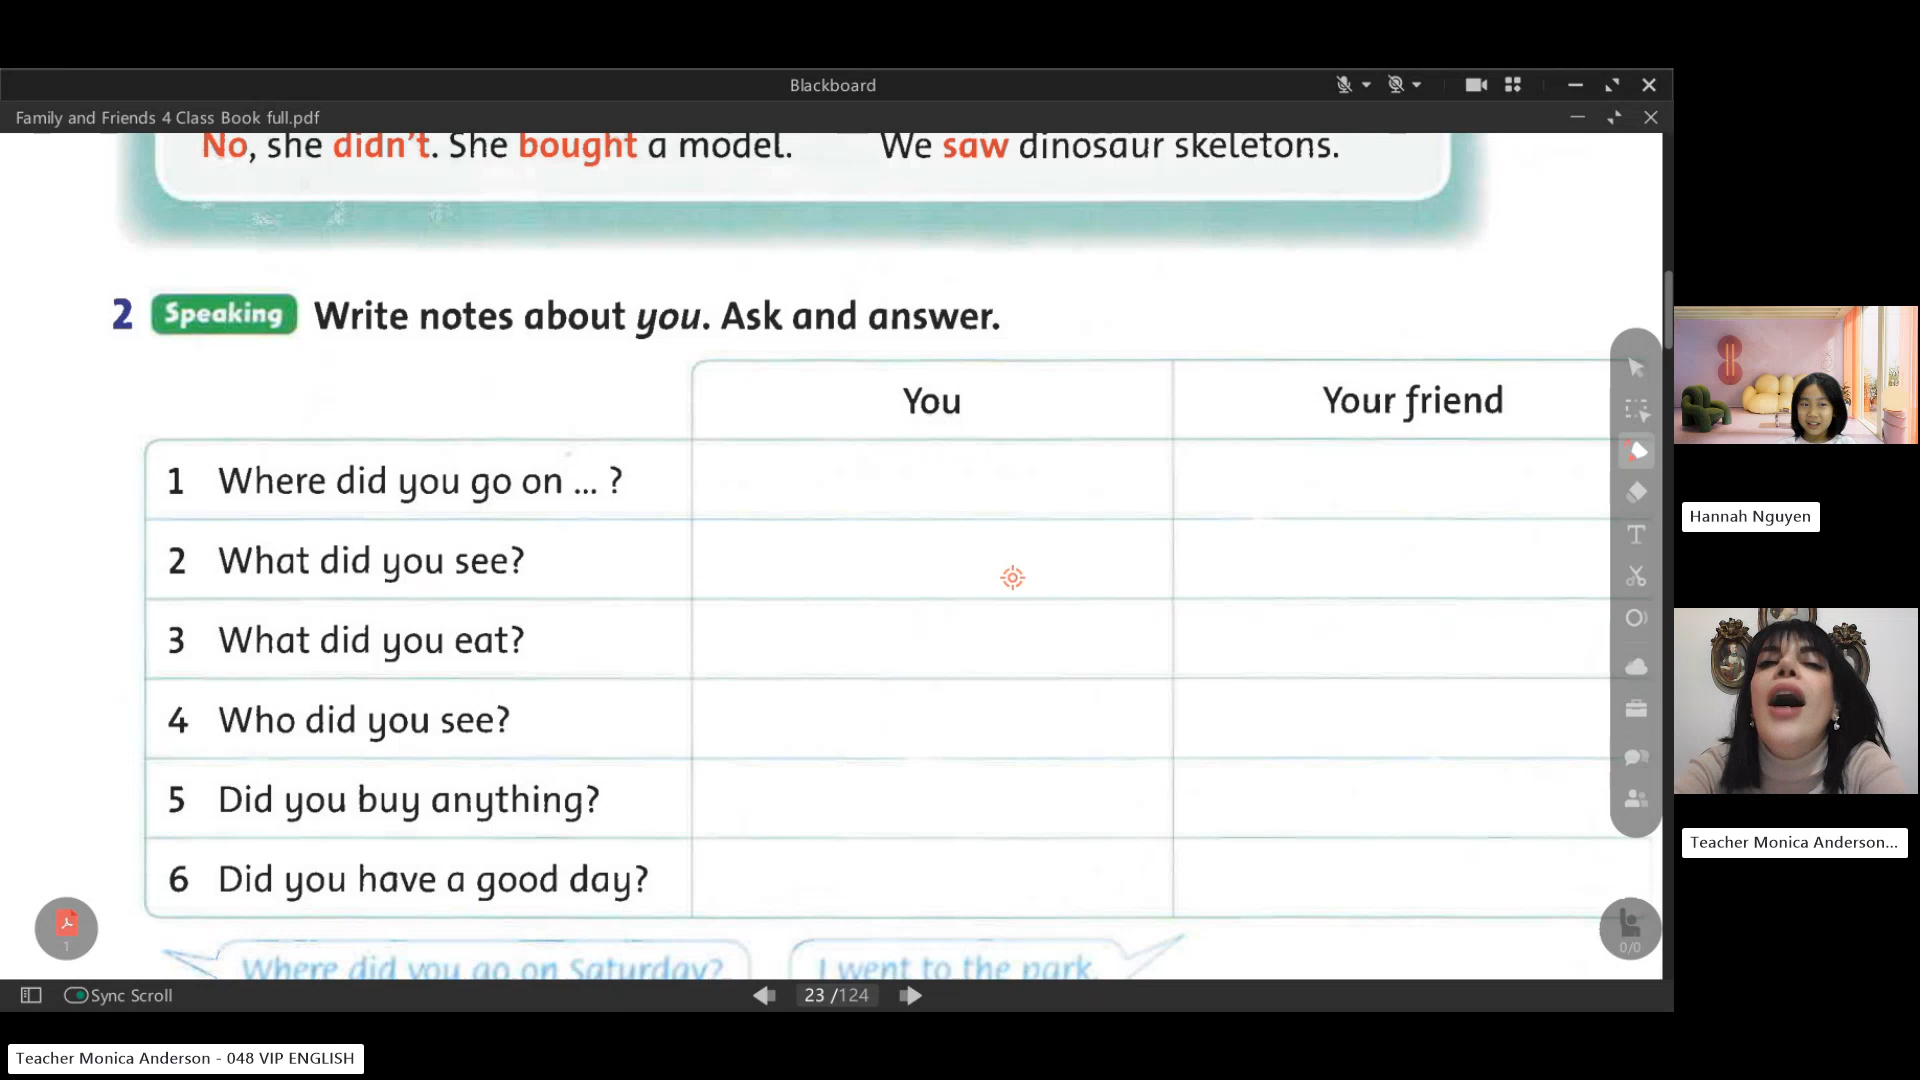 Blackboard
Family and Friends 4 Class Book full.pdf
No, she didn't. She bought a model.
We saw dinosaur skeletons.
2 Speaking Write notes about you. Ask and answer.
You
Your friend
1 Where did you go on ... ?
2 What did you see?
3 What did you eat?
4 Who did you see?
5 Did you buy anything?
6 Did you have a good day?
Where did you go on Saturday?
I went to the park.
1
0/0
Sync Scroll
23 /124
Hannah Nguyen
Teacher Monica Anderson...
Teacher Monica Anderson - 048 VIP ENGLISH